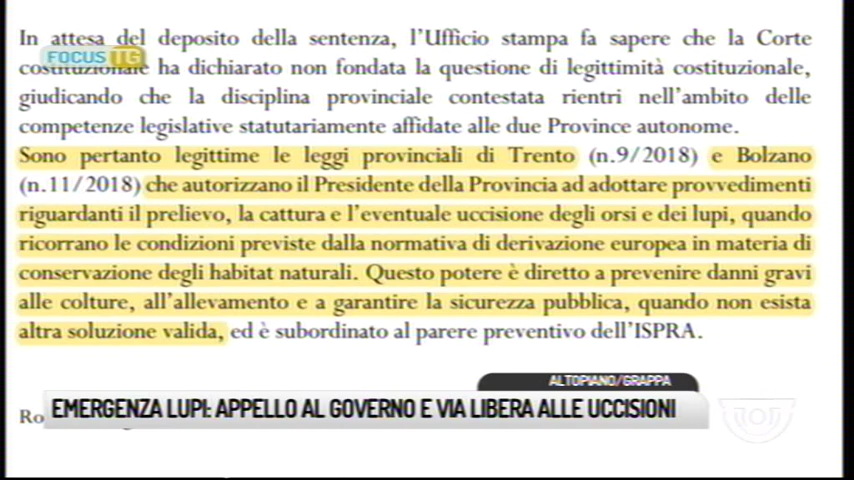 In attesa del deposito della sentenza, l'Ufficio stampa fa sapere che la Corte
FOCUS TG
costituzionale ha dichiarato non fondata la questione di legittimità costituzionale,
giudicando che la disciplina provinciale contestata rientri nell'ambito delle
competenze legislative statutariamente affidate alle due Province autonome.
Sono pertanto legittime le leggi provinciali di Trento (n.9/2018) e Bolzano
(n.11/2018) che autorizzano il Presidente della Provincia ad adottare provvedimenti
riguardanti il prelievo, la cattura e l'eventuale uccisione degli orsi e dei lupi, quando
ricorrano le condizioni previste dalla normativa di derivazione europea in materia di
conservazione degli habitat naturali. Questo potere è diretto a prevenire danni gravi
alle colture, all'allevamento e a garantire la sicurezza pubblica, quando non esista
altra soluzione valida, ed è subordinato al parere preventivo dell'ISPRA.
ALTOPIANO/GRAPPA
EMERGENZA LUPI: APPELLO AL GOVERNO E VIA LIBERA ALLE UCCISIONI